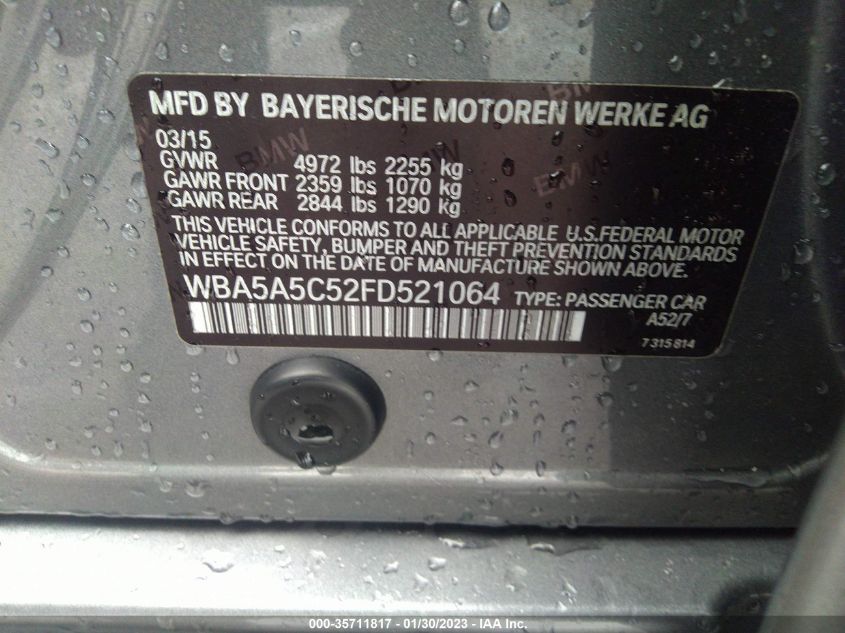 MFD BY BAYERISCHE MOTOREN WERKE AG
03/15
GVWR 4972 lbs 2255 kg
GAWR FRONT 2359 lbs 1070 kg
GAWR REAR 2844 lbs 1290 kg
THIS VEHICLE CONFORMS TO ALL APPLICABLE U.S.FEDERAL MOTOR
VEHICLE SAFETY, BUMPER AND THEFT PREVENTION STANDARDS
IN EFFECT ON THE DATE OF MANUFACTURE SHOWN ABOVE.
WBA5A5C52FD521064 TYPE: PASSENGER CAR
A52/7
7 315 814
BMW
BMW
000-35711817 - 01/30/2023 - IAA Inc.